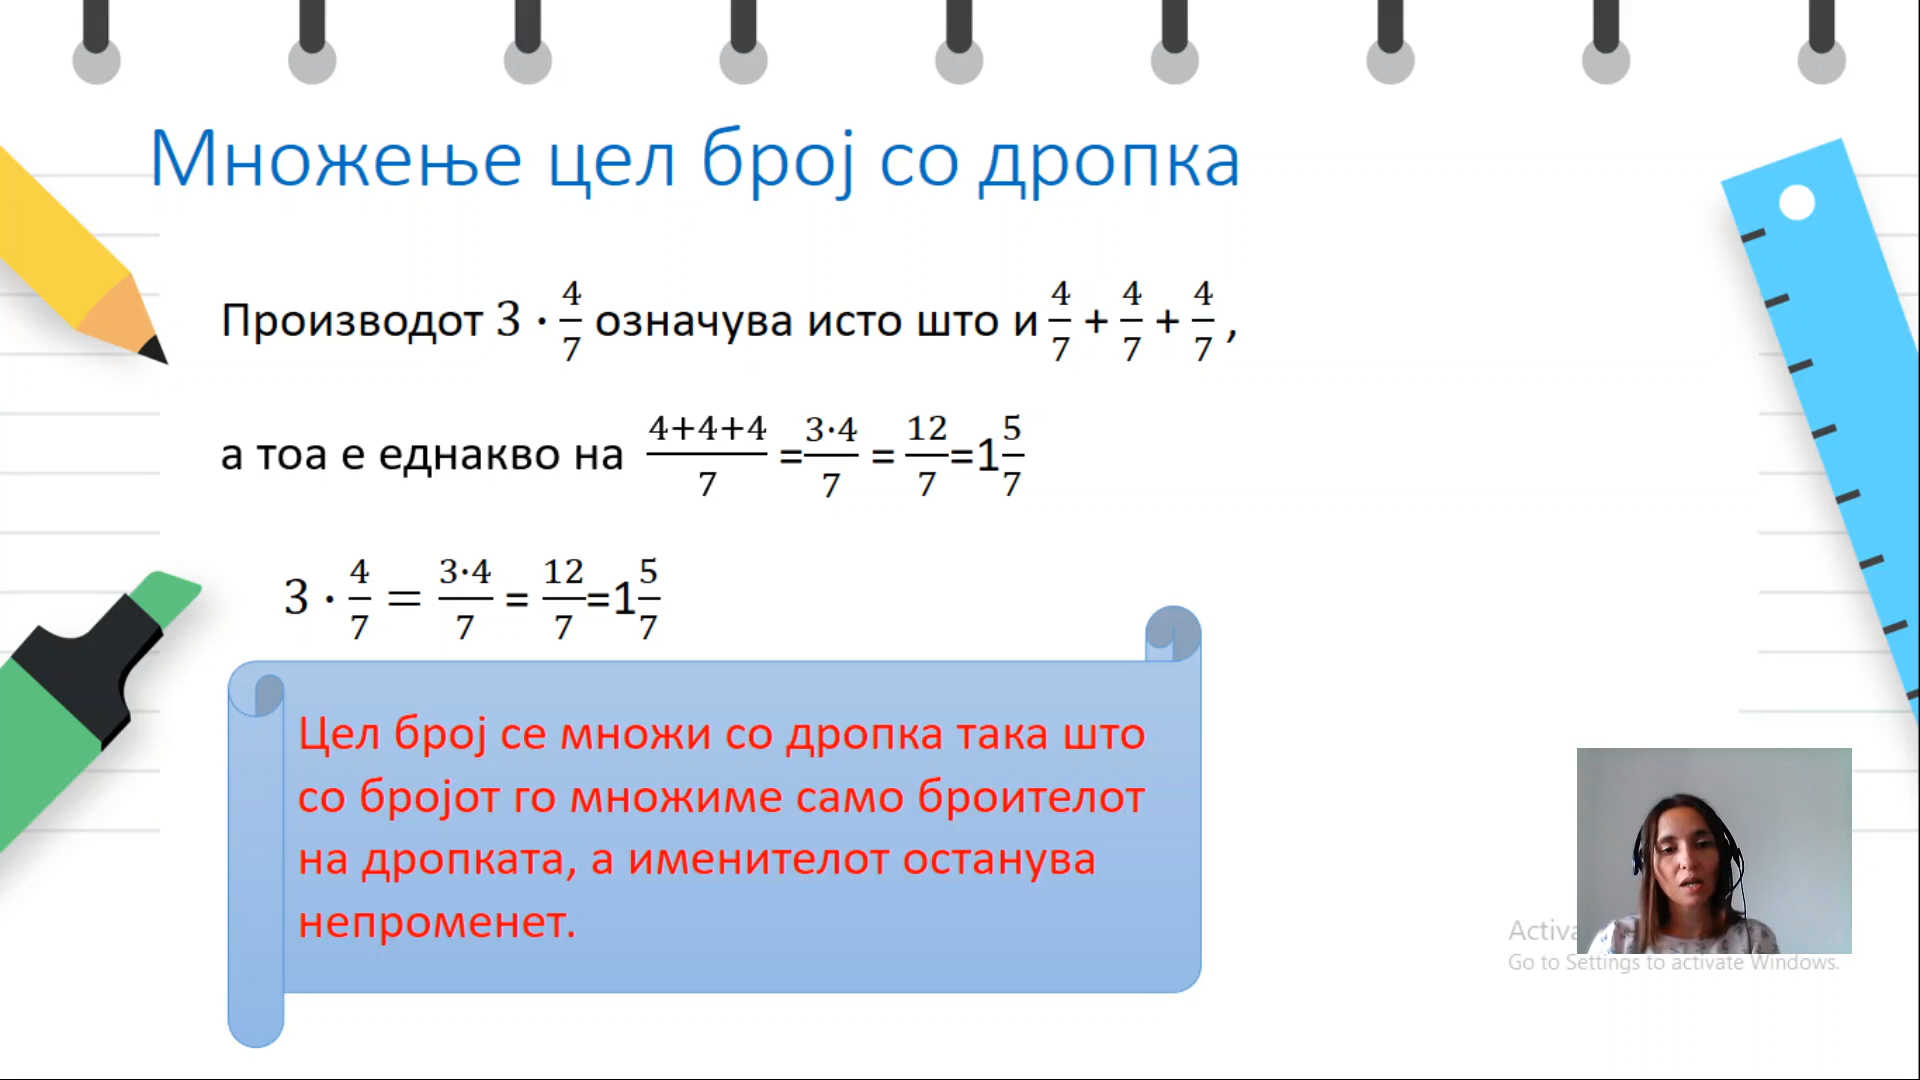 Множење цел број со дропка
Производот 3 · 4/7 означува исто што и 4/7 + 4/7 + 4/7 ,
а тоа е еднакво на (4+4+4)/7 = (3·4)/7 = 12/7 = 1 5/7
3 · 4/7 = (3·4)/7 = 12/7 = 1 5/7
Цел број се множи со дропка така што
со бројот го множиме само броителот
на дропката, а именителот останува
непроменет.
Go to Settings to activate Windows.